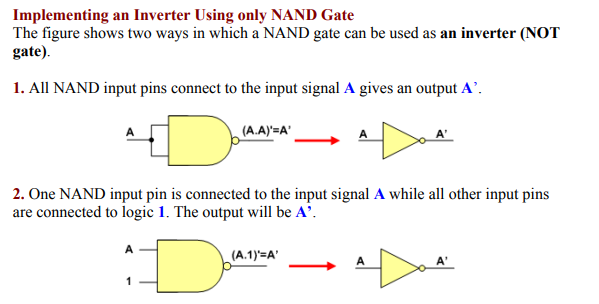 Implementing an Inverter Using only NAND Gate
The figure shows two ways in which a NAND gate can be used as an inverter (NOT
gate).
1. All NAND input pins connect to the input signal A gives an output A’.
A (A.A)'=A' A A'
2. One NAND input pin is connected to the input signal A while all other input pins
are connected to logic 1. The output will be A’.
A (A.1)'=A' A A'
1